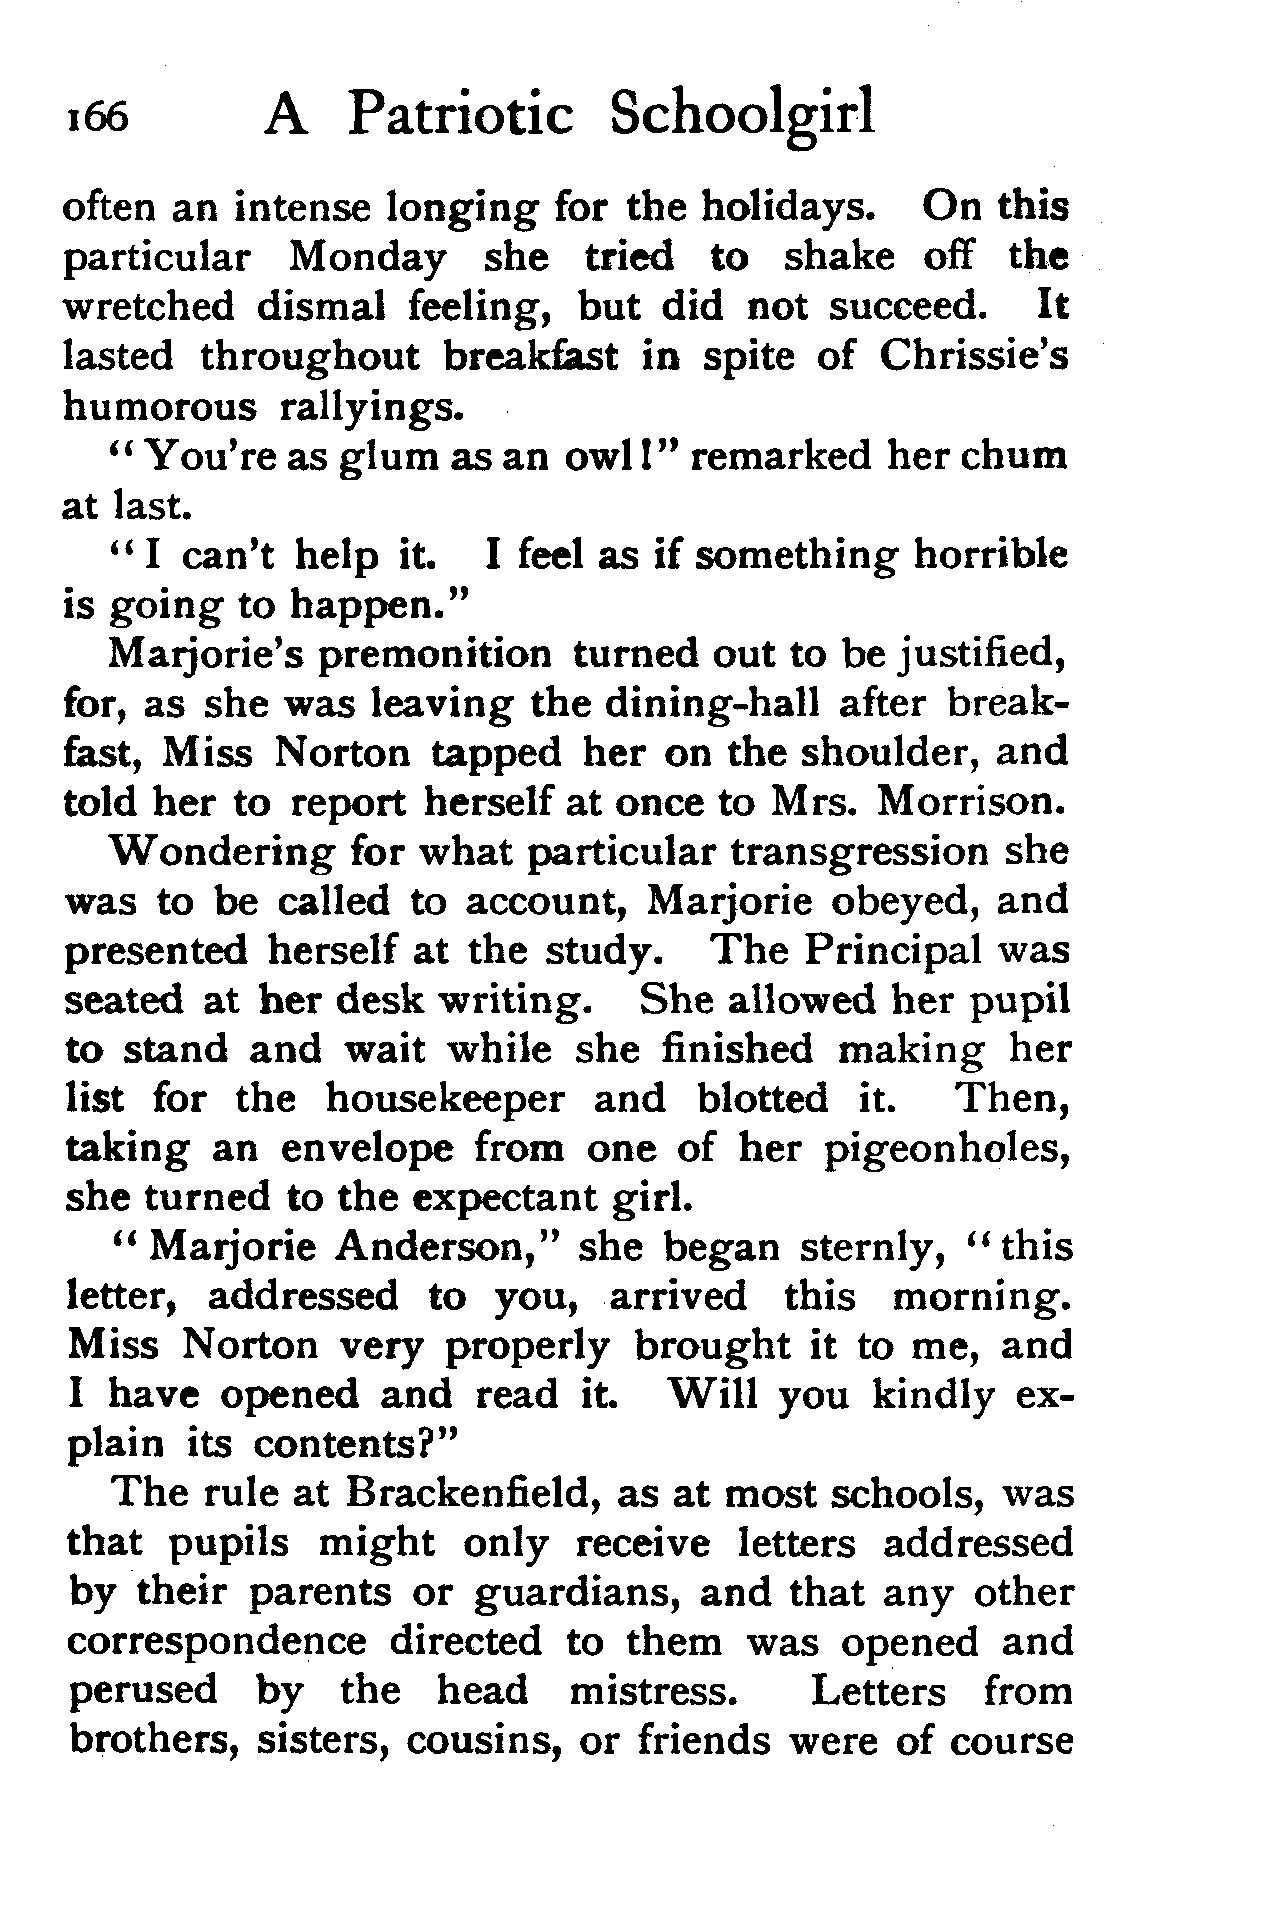 166 A Patriotic Schoolgirl
often an intense longing for the holidays. On this
particular Monday she tried to shake off the
wretched dismal feeling, but did not succeed. It
lasted throughout breakfast in spite of Chrissie's
humorous rallyings.
"You're as glum as an owl!" remarked her chum
at last.
"I can't help it. I feel as if something horrible
is going to happen."
Marjorie's premonition turned out to be justified,
for, as she was leaving the dining-hall after break-
fast, Miss Norton tapped her on the shoulder, and
told her to report herself at once to Mrs. Morrison.
Wondering for what particular transgression she
was to be called to account, Marjorie obeyed, and
presented herself at the study. The Principal was
seated at her desk writing. She allowed her pupil
to stand and wait while she finished making her
list for the housekeeper and blotted it. Then,
taking an envelope from one of her pigeonholes,
she turned to the expectant girl.
"Marjorie Anderson," she began sternly, "this
letter, addressed to you, arrived this morning.
Miss Norton very properly brought it to me, and
I have opened and read it. Will you kindly ex-
plain its contents?"
The rule at Brackenfield, as at most schools, was
that pupils might only receive letters addressed
by their parents or guardians, and that any other
correspondence directed to them was opened and
perused by the head mistress. Letters from
brothers, sisters, cousins, or friends were of course